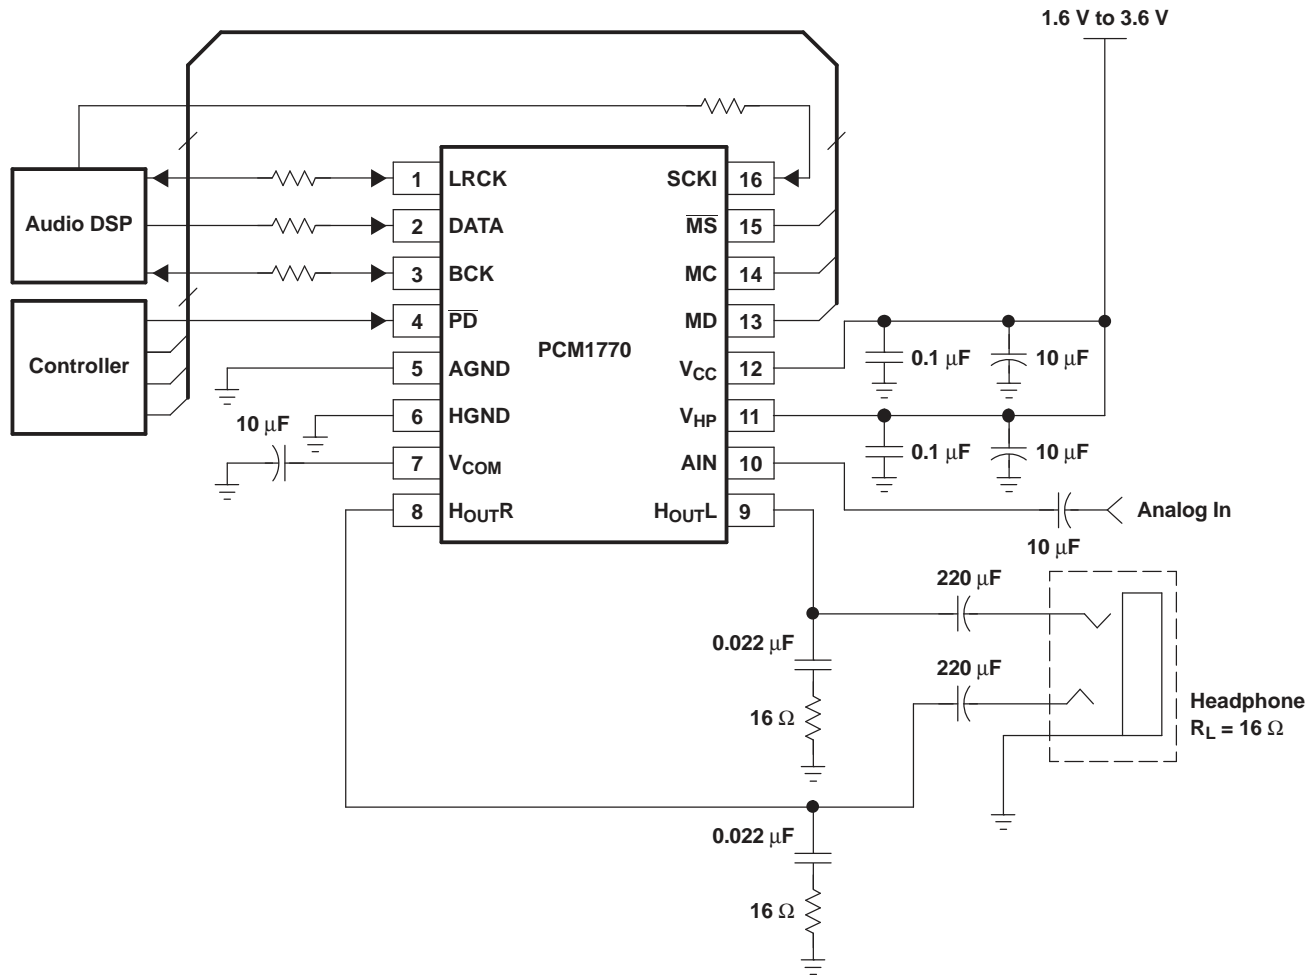 1.6 V to 3.6 V
Audio DSP
Controller
PCM1770
1 LRCK
2 DATA
3 BCK
4 P̅D̅
5 AGND
6 HGND
7 VCOM
8 HOUTR
SCKI 16
M̅S̅ 15
MC 14
MD 13
VCC 12
VHP 11
AIN 10
HOUTL 9
10 μF
0.1 μF
10 μF
0.1 μF
10 μF
Analog In
10 μF
220 μF
0.022 μF
220 μF
16 Ω
Headphone
RL = 16 Ω
0.022 μF
16 Ω